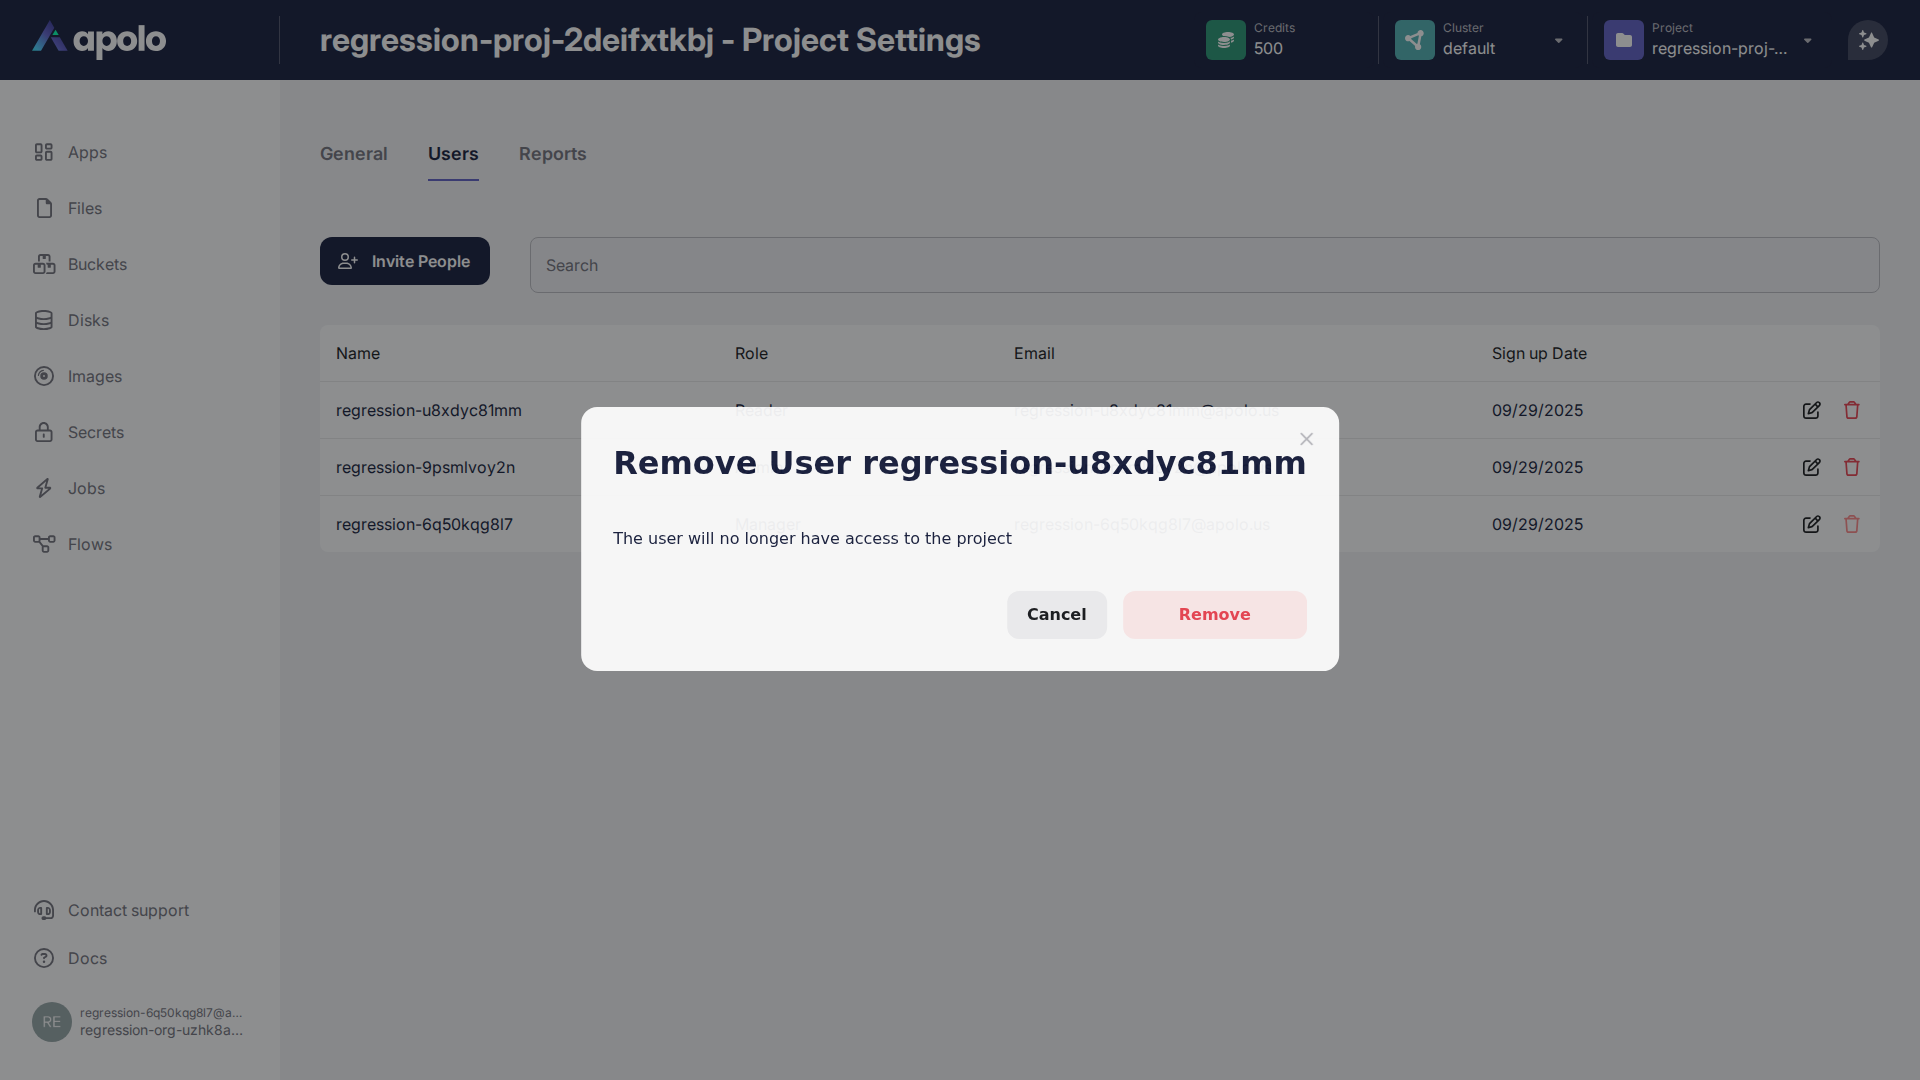 apolo
regression-proj-2deifxtkbj - Project Settings
Credits
500
Cluster
default
Project
regression-proj-...
Apps
Files
Buckets
Disks
Images
Secrets
Jobs
Flows
General Users Reports
Invite People
Search
Name Role Email Sign up Date
regression-u8xdyc81mm Reader regression-u8xdyc81mm@apolo.us 09/29/2025
regression-9psmlvoy2n 09/29/2025
regression-6q50kqg8l7 Manager regression-6q50kqg8l7@apolo.us 09/29/2025
Remove User regression-u8xdyc81mm
The user will no longer have access to the project
Cancel Remove
Contact support
Docs
RE
regression-6q50kqg8l7@a...
regression-org-uzhk8a...